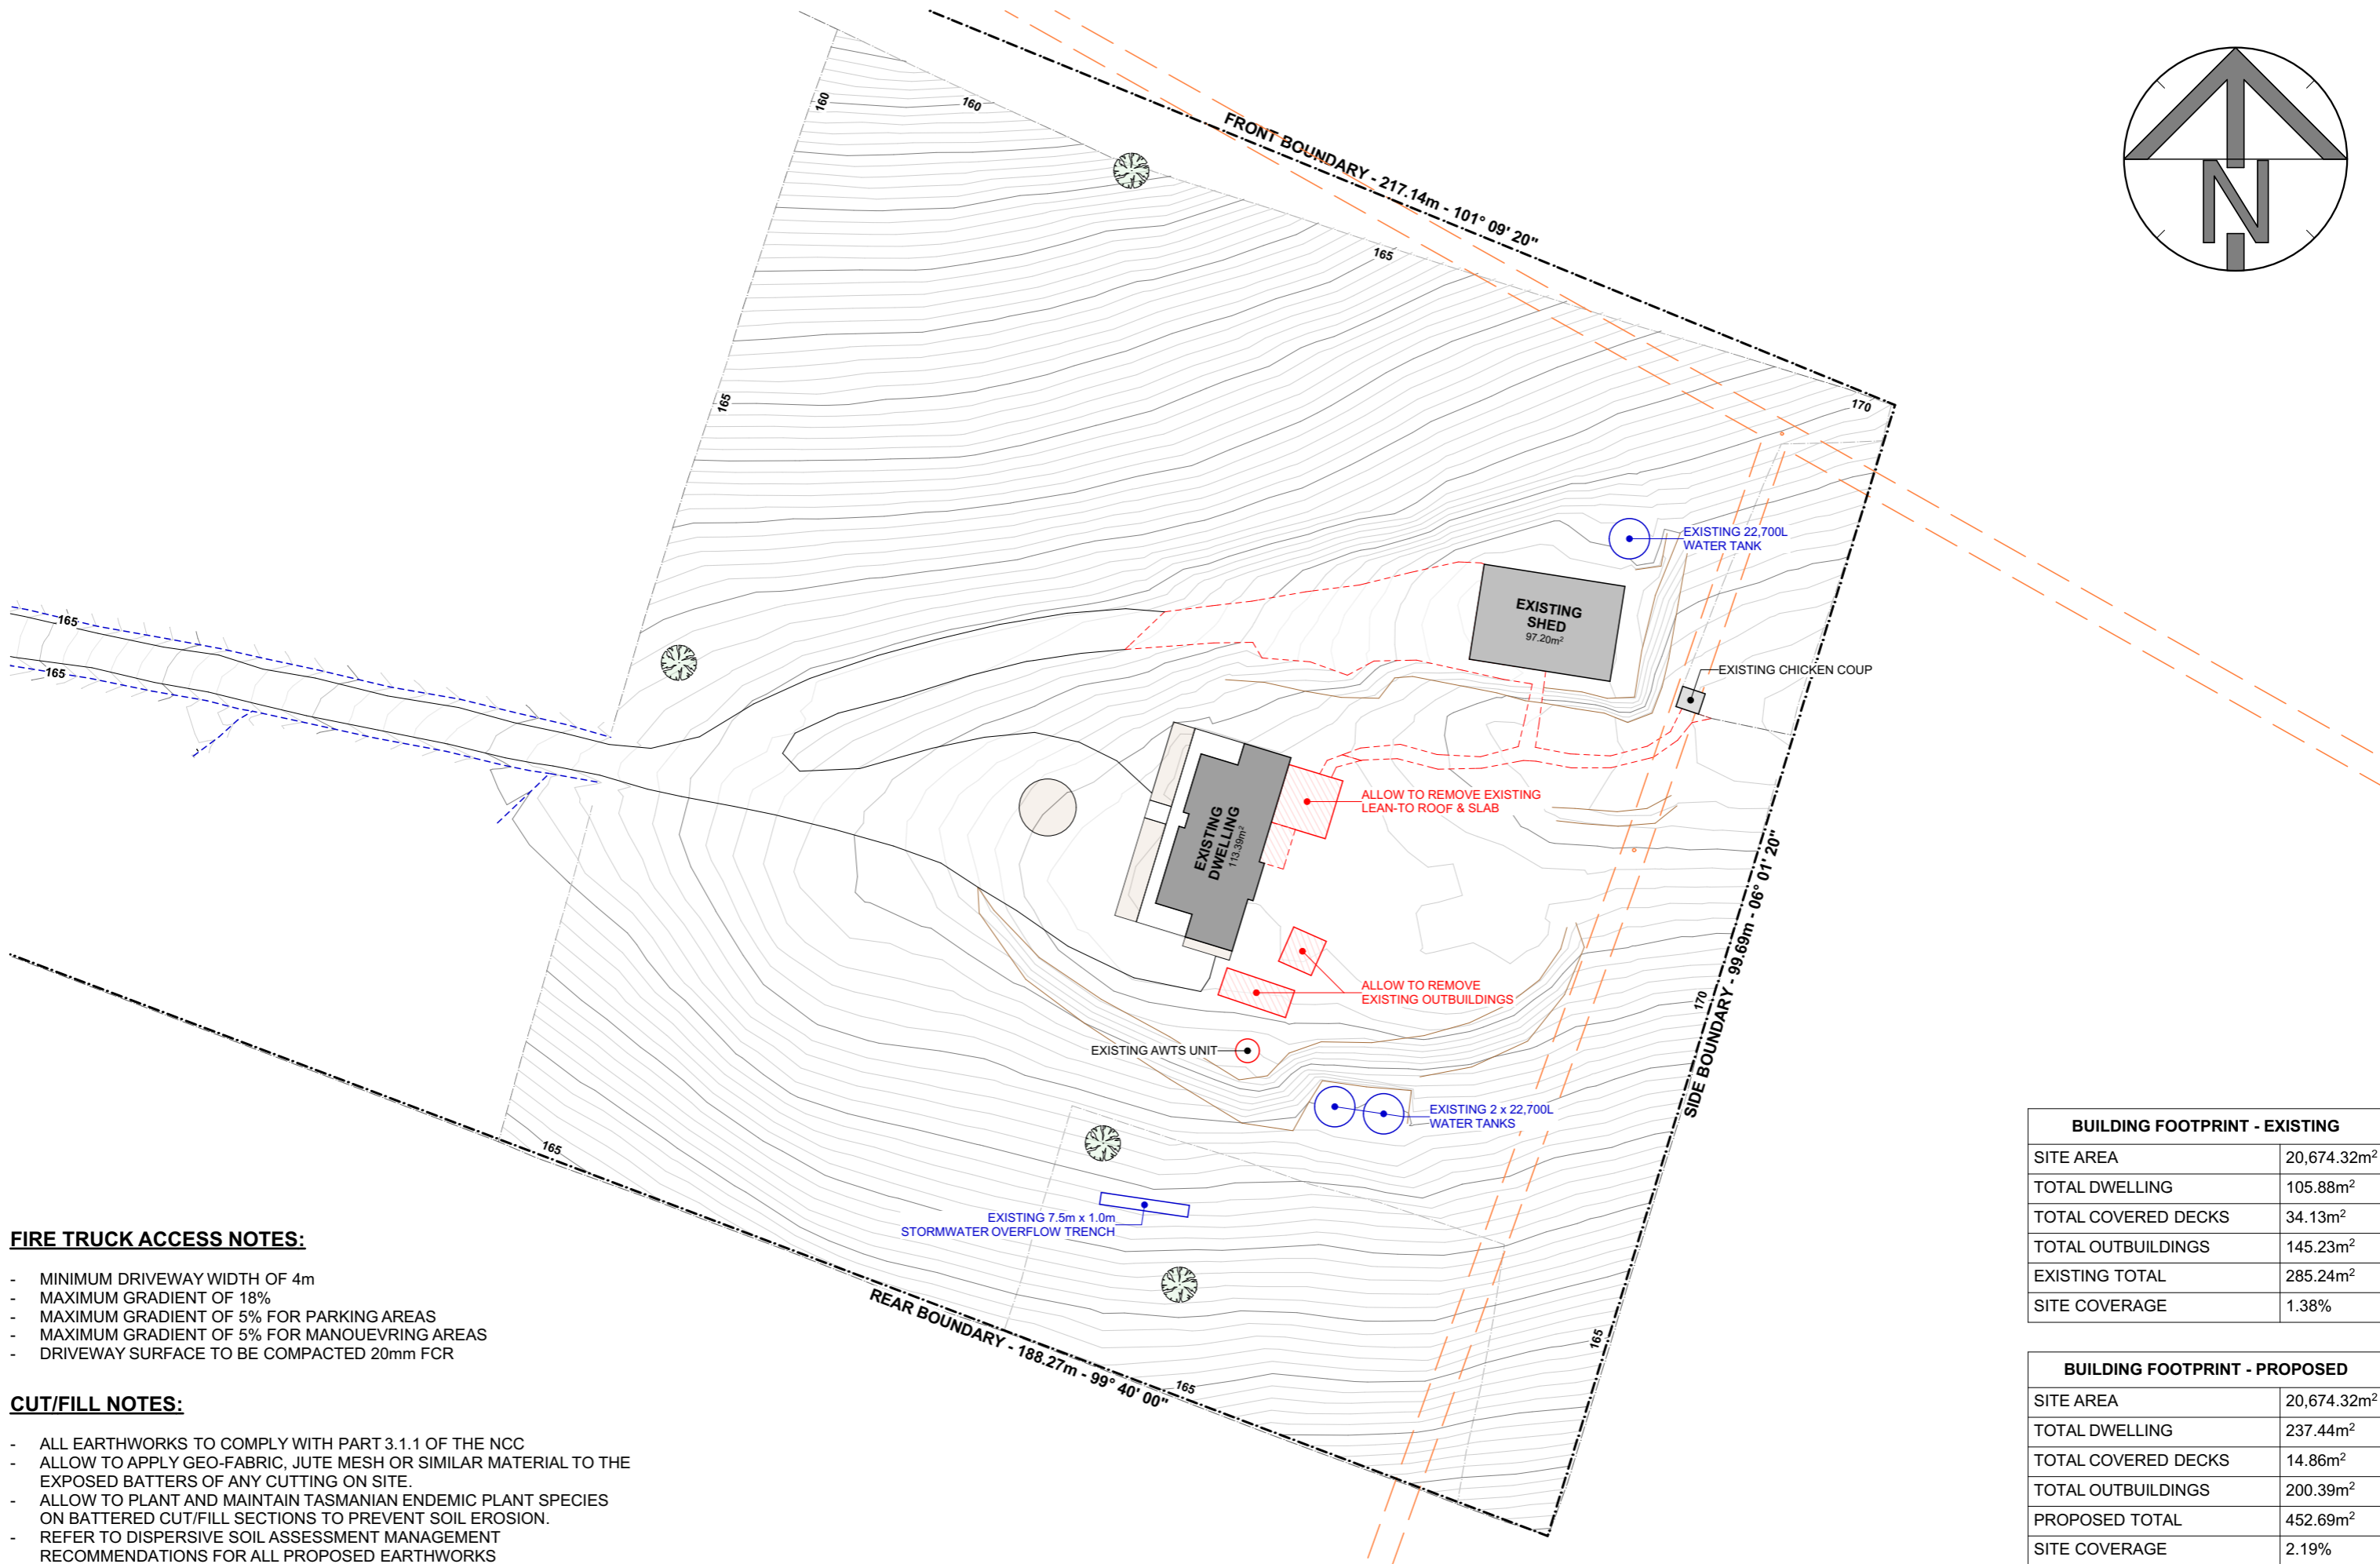 160
160
FRONT BOUNDARY - 217.14m - 101° 09' 20"
N
165
165
170
EXISTING 22,700L
WATER TANK
EXISTING
SHED
97.20m²
165
165
EXISTING CHICKEN COUP
ALLOW TO REMOVE EXISTING
LEAN-TO ROOF & SLAB
EXISTING
DWELLING
113.39m²
SIDE BOUNDARY - 99.69m - 06° 01' 20"
ALLOW TO REMOVE
EXISTING OUTBUILDINGS
170
EXISTING AWTS UNIT
EXISTING 2 x 22,700L
WATER TANKS
165
EXISTING 7.5m x 1.0m
STORMWATER OVERFLOW TRENCH
REAR BOUNDARY - 188.27m - 99° 40' 00"
165
165
FIRE TRUCK ACCESS NOTES:
- MINIMUM DRIVEWAY WIDTH OF 4m
- MAXIMUM GRADIENT OF 18%
- MAXIMUM GRADIENT OF 5% FOR PARKING AREAS
- MAXIMUM GRADIENT OF 5% FOR MANOUEVRING AREAS
- DRIVEWAY SURFACE TO BE COMPACTED 20mm FCR
CUT/FILL NOTES:
- ALL EARTHWORKS TO COMPLY WITH PART 3.1.1 OF THE NCC
- ALLOW TO APPLY GEO-FABRIC, JUTE MESH OR SIMILAR MATERIAL TO THE
EXPOSED BATTERS OF ANY CUTTING ON SITE.
- ALLOW TO PLANT AND MAINTAIN TASMANIAN ENDEMIC PLANT SPECIES
ON BATTERED CUT/FILL SECTIONS TO PREVENT SOIL EROSION.
- REFER TO DISPERSIVE SOIL ASSESSMENT MANAGEMENT
RECOMMENDATIONS FOR ALL PROPOSED EARTHWORKS
BUILDING FOOTPRINT - EXISTING
SITE AREA 20,674.32m²
TOTAL DWELLING 105.88m²
TOTAL COVERED DECKS 34.13m²
TOTAL OUTBUILDINGS 145.23m²
EXISTING TOTAL 285.24m²
SITE COVERAGE 1.38%
BUILDING FOOTPRINT - PROPOSED
SITE AREA 20,674.32m²
TOTAL DWELLING 237.44m²
TOTAL COVERED DECKS 14.86m²
TOTAL OUTBUILDINGS 200.39m²
PROPOSED TOTAL 452.69m²
SITE COVERAGE 2.19%